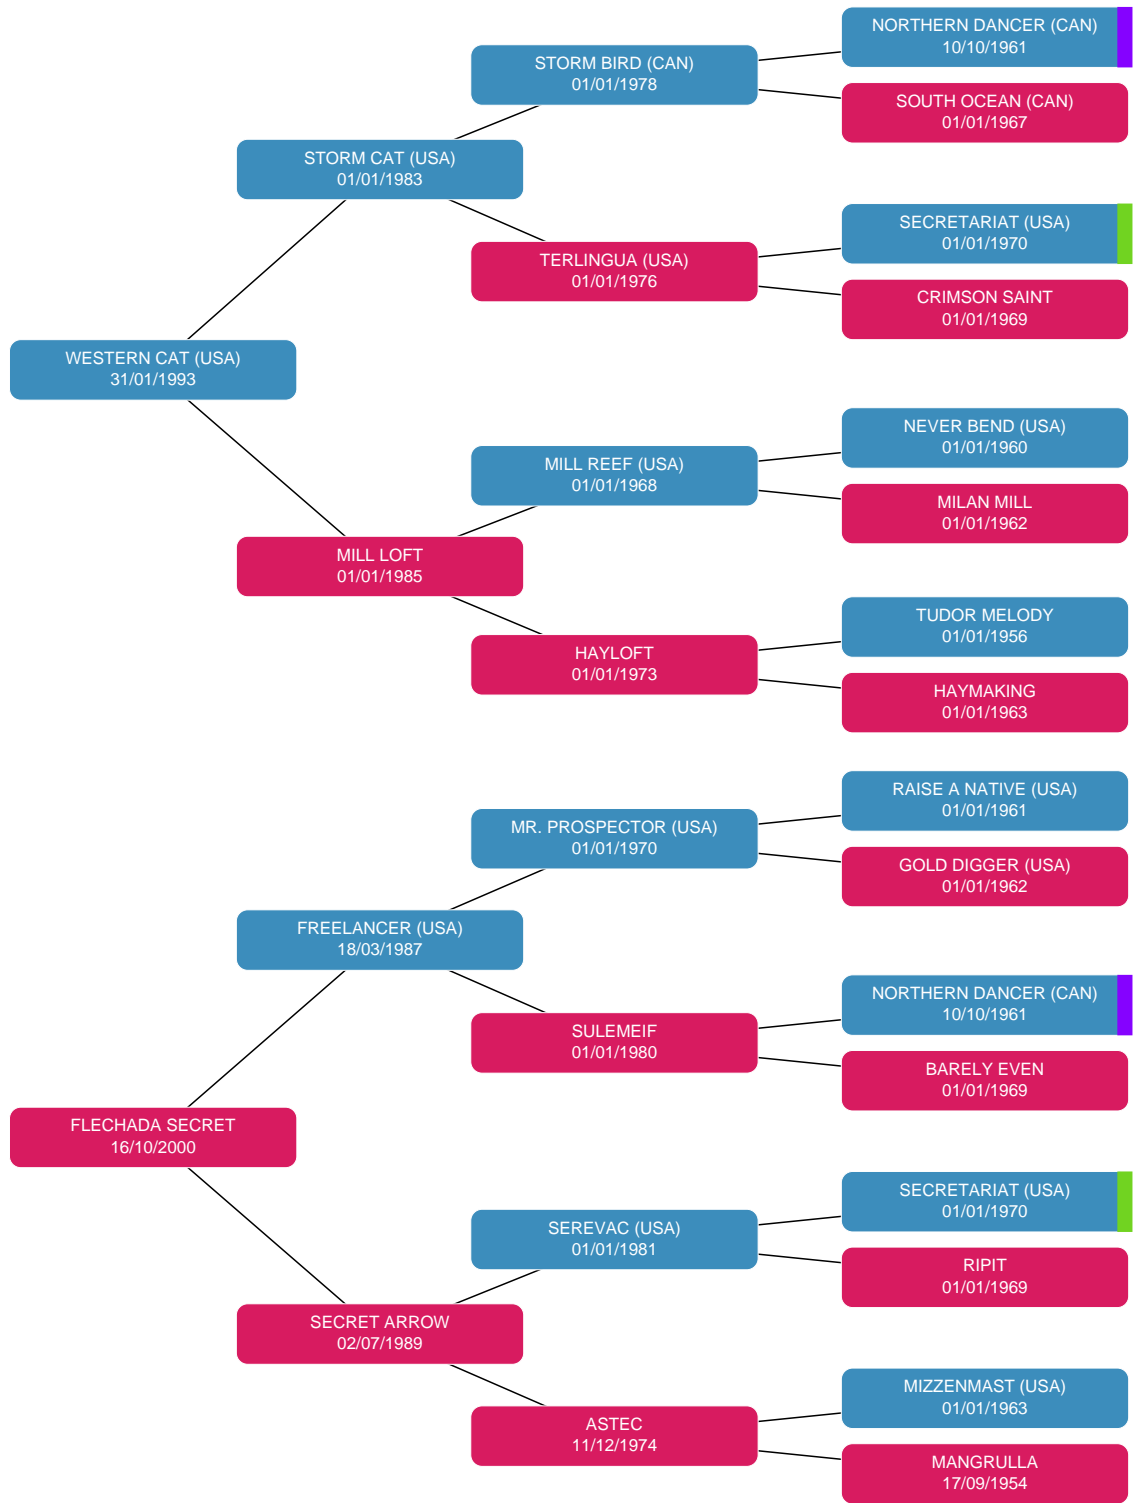 NORTHERN DANCER (CAN)
10/10/1961
STORM BIRD (CAN)
01/01/1978
SOUTH OCEAN (CAN)
01/01/1967
STORM CAT (USA)
01/01/1983
SECRETARIAT (USA)
01/01/1970
TERLINGUA (USA)
01/01/1976
CRIMSON SAINT
01/01/1969
WESTERN CAT (USA)
31/01/1993
NEVER BEND (USA)
01/01/1960
MILL REEF (USA)
01/01/1968
MILAN MILL
01/01/1962
MILL LOFT
01/01/1985
TUDOR MELODY
01/01/1956
HAYLOFT
01/01/1973
HAYMAKING
01/01/1963
RAISE A NATIVE (USA)
01/01/1961
MR. PROSPECTOR (USA)
01/01/1970
GOLD DIGGER (USA)
01/01/1962
FREELANCER (USA)
18/03/1987
NORTHERN DANCER (CAN)
10/10/1961
SULEMEIF
01/01/1980
BARELY EVEN
01/01/1969
FLECHADA SECRET
16/10/2000
SECRETARIAT (USA)
01/01/1970
SEREVAC (USA)
01/01/1981
RIPIT
01/01/1969
SECRET ARROW
02/07/1989
MIZZENMAST (USA)
01/01/1963
ASTEC
11/12/1974
MANGRULLA
17/09/1954